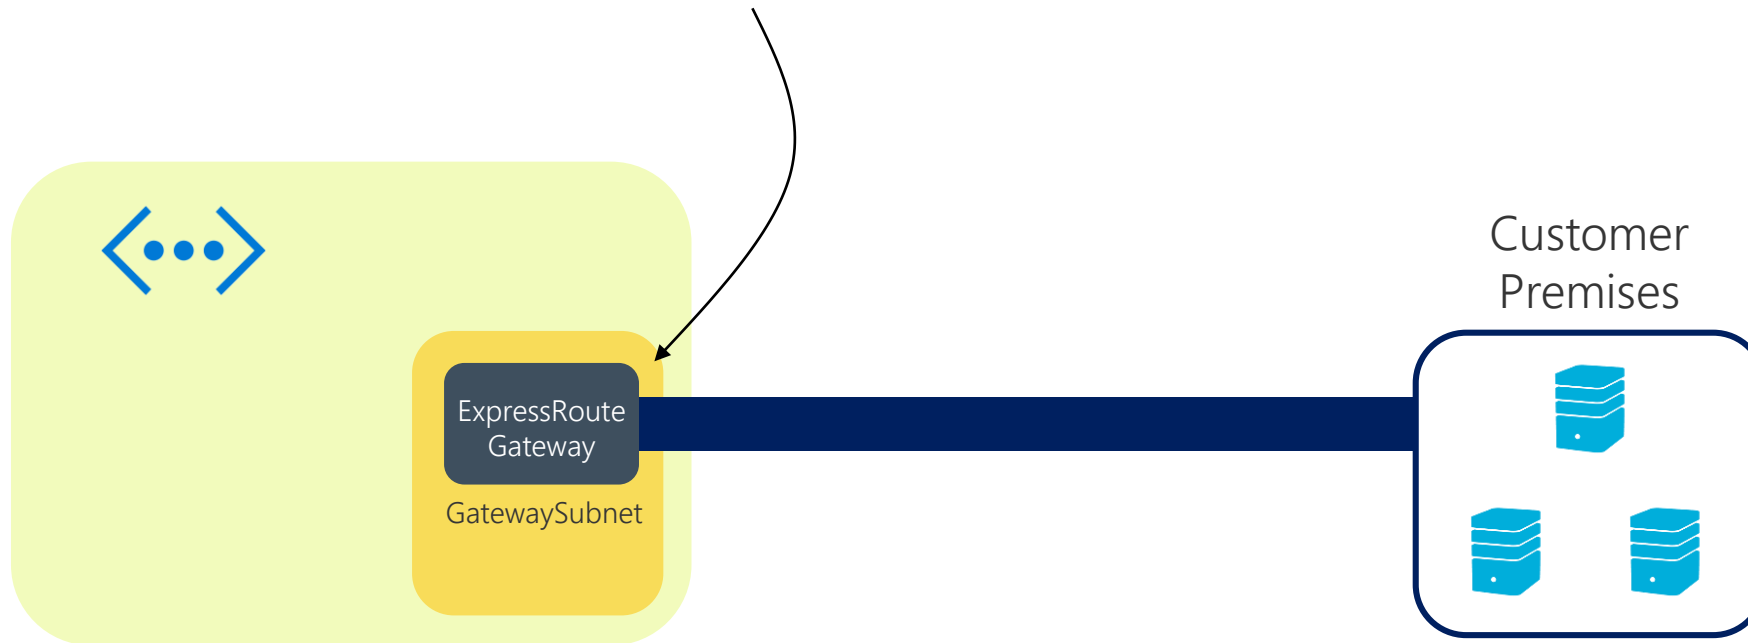 Customer
Premises
ExpressRoute
Gateway
GatewaySubnet